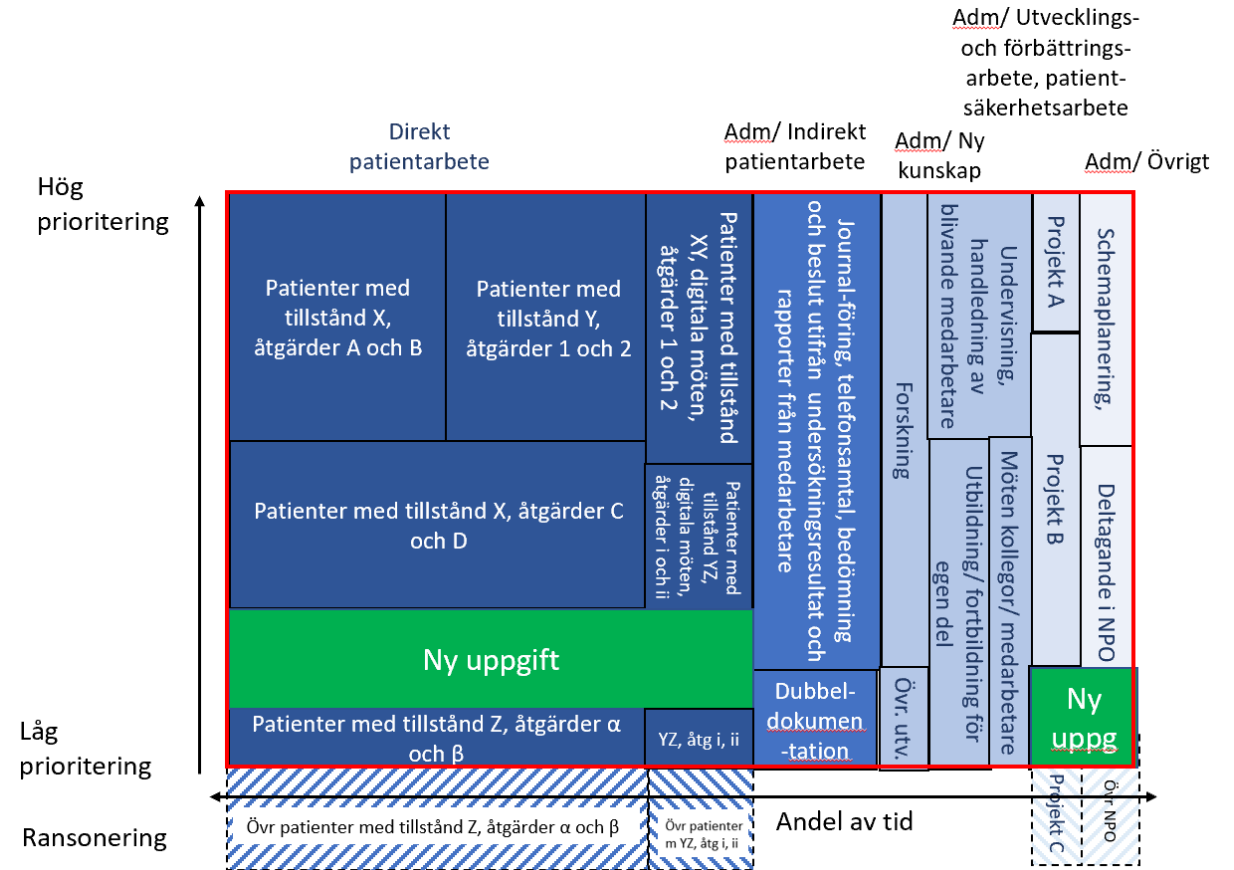 Adm/ Utvecklings-
och förbättrings-
arbete, patient-
säkerhetsarbete
Direkt
patientarbete
Adm/ Indirekt
patientarbete
Adm/ Ny
kunskap
Adm/ Övrigt
Hög
prioritering
Patienter med
tillstånd X,
åtgärder A och B
Patienter med
tillstånd Y,
åtgärder 1 och 2
Patienter med tillstånd
XY, digitala möten,
åtgärder 1 och 2
Journal-föring, telefonsamtal, bedömning
och beslut utifrån undersökningsresultat och
rapporter från medarbetare
Forskning
Undervisning,
handledning av
blivande medarbetare
Projekt A
Schemaplanering,
Patienter med tillstånd X, åtgärder C
och D
Patienter med
tillstånd YZ,
digitala möten,
åtgärder i och ii
Möten kollegor/ medarbetare
Utbildning/ fortbildning för
egen del
Projekt B
Deltagande i NPO
Ny uppgift
Låg
prioritering
Patienter med tillstånd Z, åtgärder α
och β
YZ, åtg i, ii
Dubbel-
dokumen
-tation
Övr. utv.
Ny
uppg
Ransonering
Övr patienter med tillstånd Z, åtgärder α och β
Övr patienter
m YZ, åtg i, ii
Andel av tid
Projekt C
Övr NPO